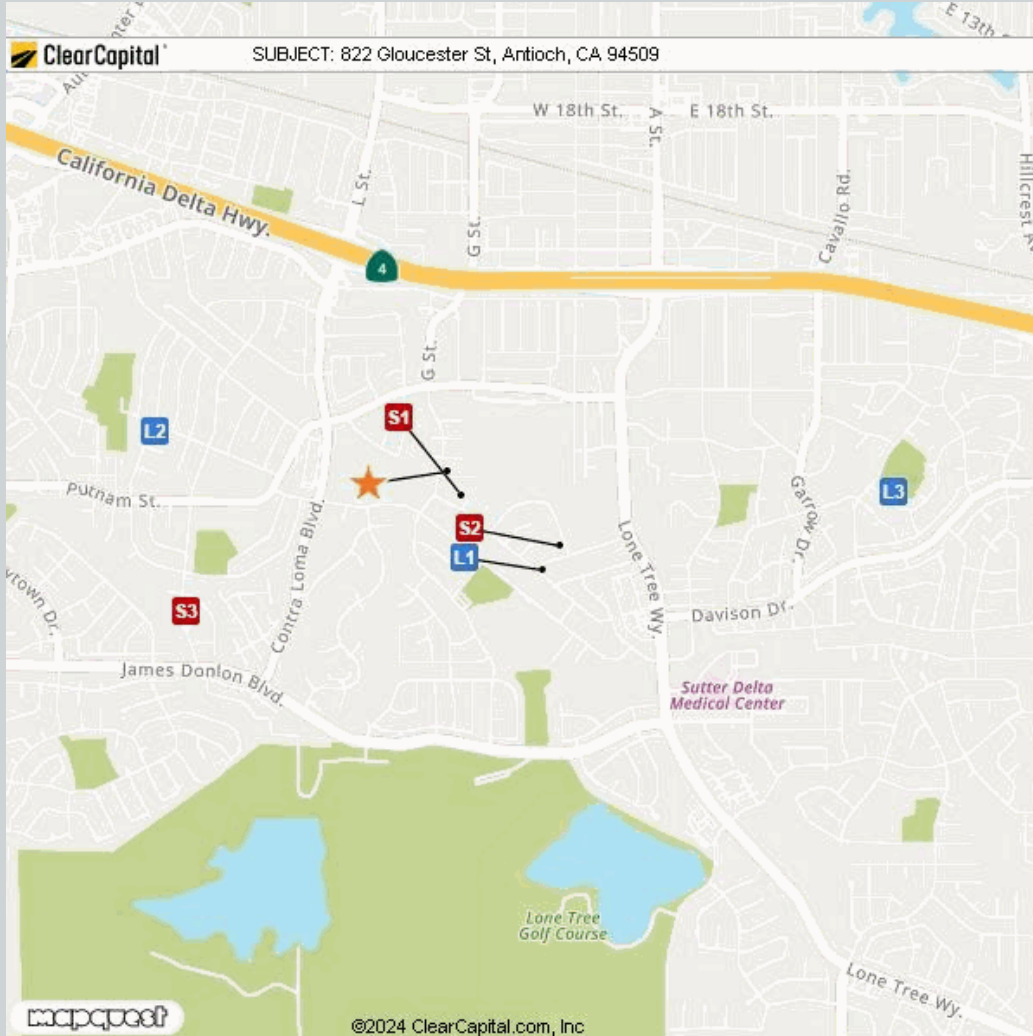 E 13th
ClearCapital
SUBJECT: 822 Gloucester St, Antioch, CA 94509
W 18th St.
E 18th St.
A St.
L St.
G St.
Cavallo Rd.
Hillcrest
California Delta Hwy.
4
G St.
S1
L2
L3
Putnam St.
S2
L1
Contra Loma Blvd.
Lone Tree Wy.
Garrow Dr.
S3
Davison Dr.
James Donlon Blvd.
Sutter Delta
Medical Center
Lone Tree
Golf Course
Lone Tree Wy.
mapquest
©2024 ClearCapital.com, Inc